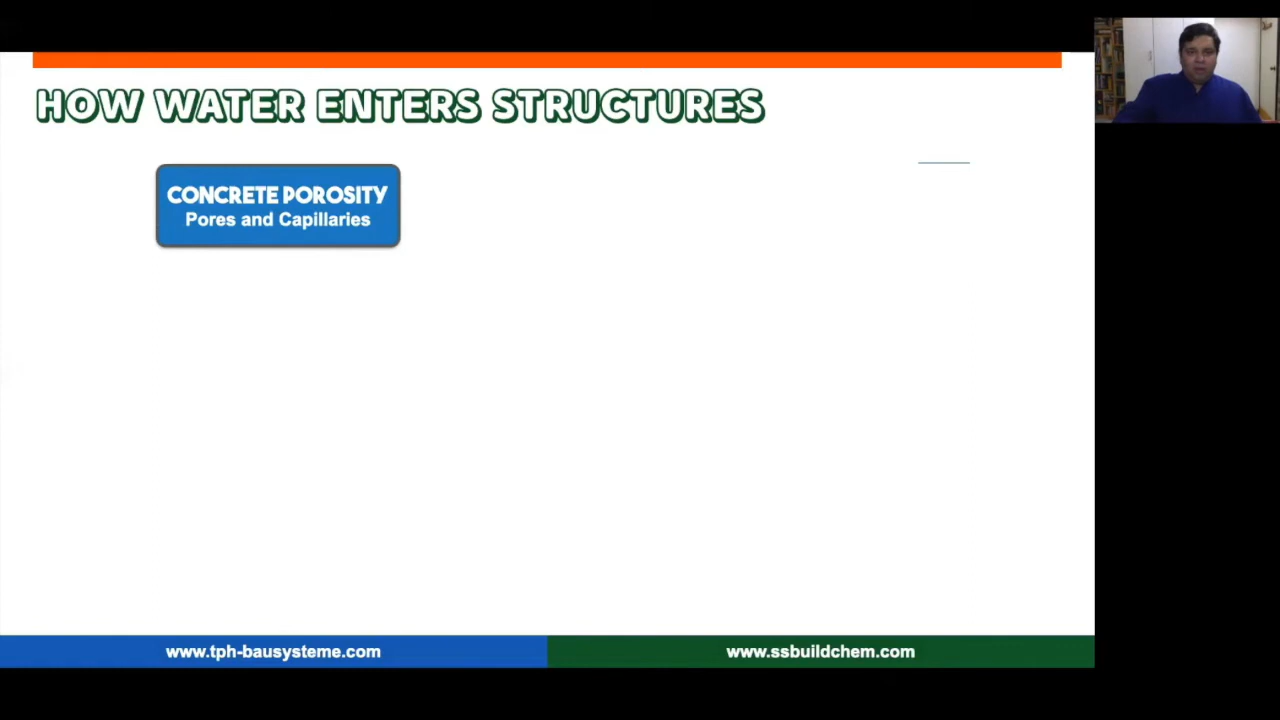 HOW WATER ENTERS STRUCTURES
CONCRETE POROSITY
Pores and Capillaries
www.tph-bausysteme.com
www.ssbuildchem.com